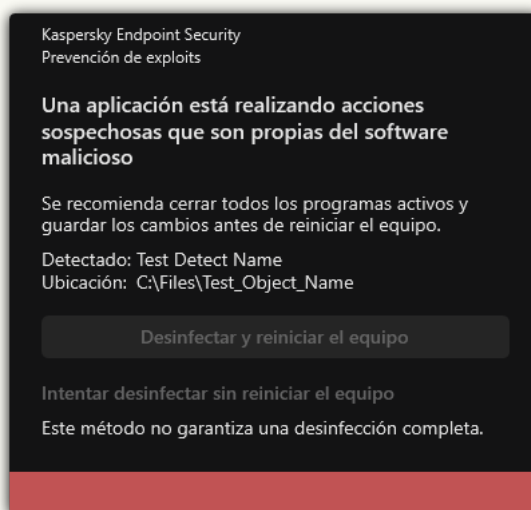 Kaspersky Endpoint Security
Prevención de exploits
Una aplicación está realizando acciones
sospechosas que son propias del software
malicioso
Se recomienda cerrar todos los programas activos y
guardar los cambios antes de reiniciar el equipo.
Detectado: Test Detect Name
Ubicación: C:\Files\Test_Object_Name
Desinfectar y reiniciar el equipo
Intentar desinfectar sin reiniciar el equipo
Este método no garantiza una desinfección completa.